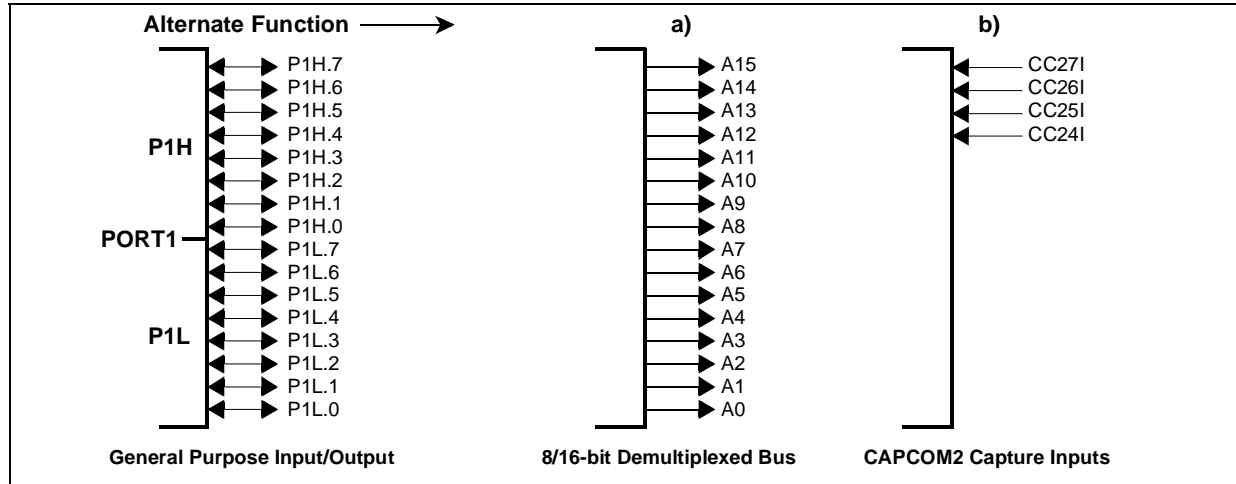 Alternate Function
a)
b)
P1H
PORT1
P1L
P1H.7
P1H.6
P1H.5
P1H.4
P1H.3
P1H.2
P1H.1
P1H.0
P1L.7
P1L.6
P1L.5
P1L.4
P1L.3
P1L.2
P1L.1
P1L.0
A15
A14
A13
A12
A11
A10
A9
A8
A7
A6
A5
A4
A3
A2
A1
A0
CC27I
CC26I
CC25I
CC24I
General Purpose Input/Output
8/16-bit Demultiplexed Bus
CAPCOM2 Capture Inputs